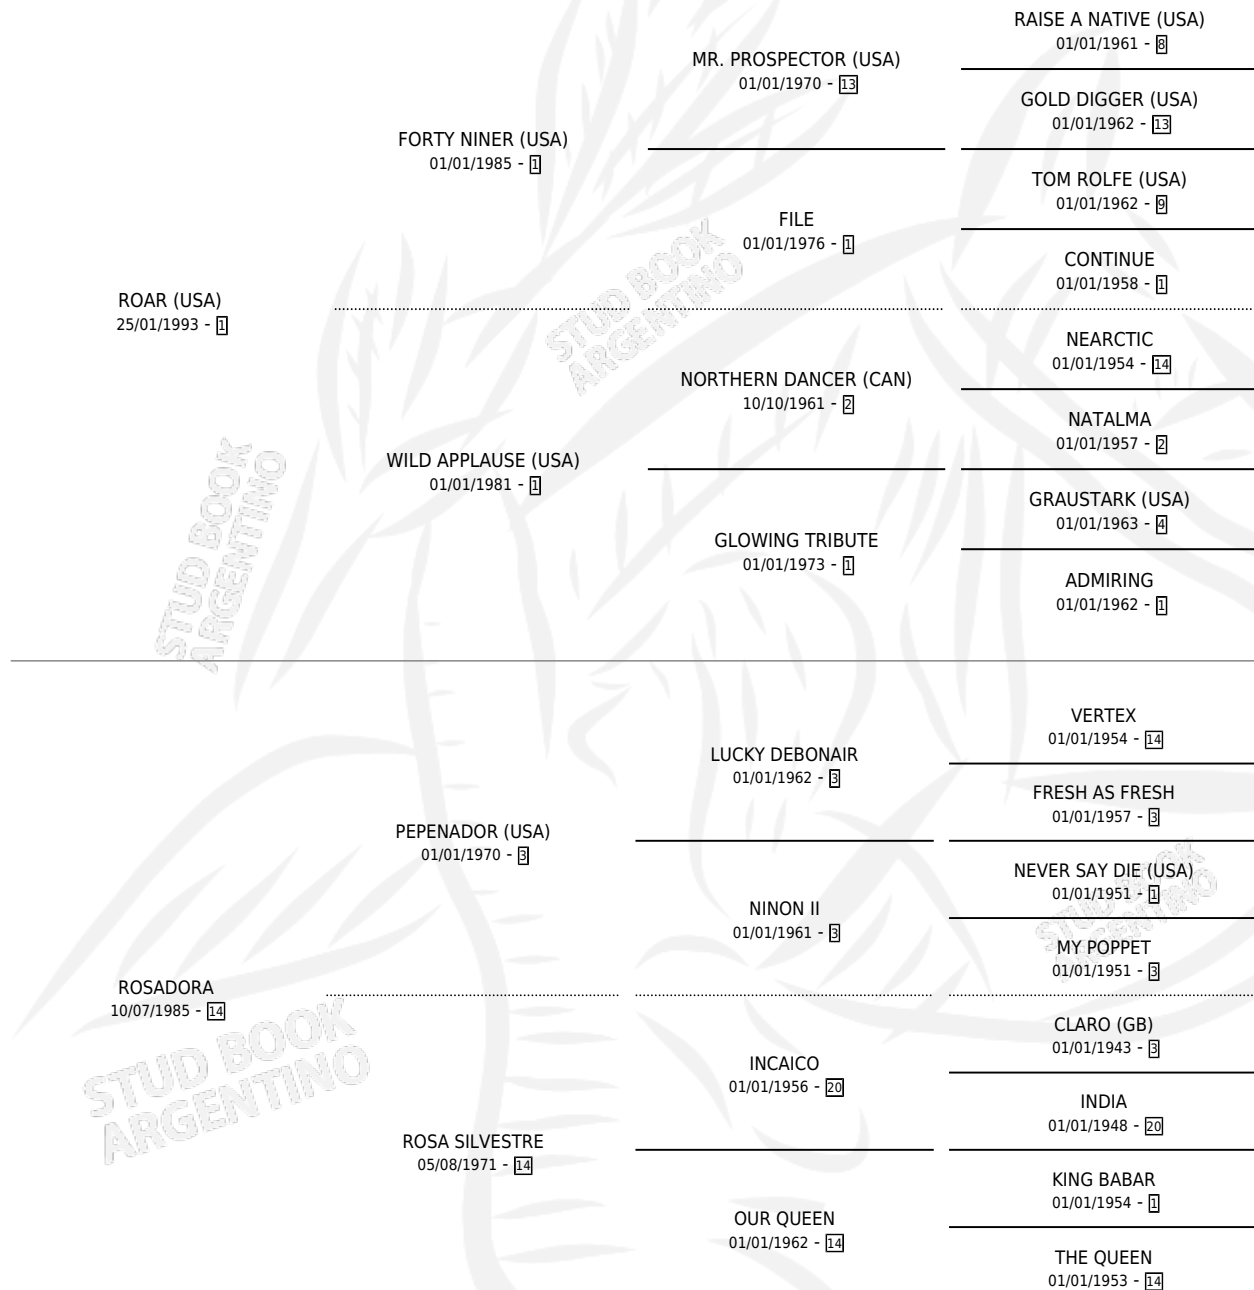 RAISE A NATIVE (USA)
01/01/1961 - 8
MR. PROSPECTOR (USA)
01/01/1970 - 13
GOLD DIGGER (USA)
01/01/1962 - 13
FORTY NINER (USA)
01/01/1985 - 1
TOM ROLFE (USA)
01/01/1962 - 9
FILE
01/01/1976 - 1
CONTINUE
01/01/1958 - 1
ROAR (USA)
25/01/1993 - 1
STUD BOOK
ARGENTINO
NEARCTIC
01/01/1954 - 14
NORTHERN DANCER (CAN)
10/10/1961 - 2
NATALMA
01/01/1957 - 2
WILD APPLAUSE (USA)
01/01/1981 - 1
GRAUSTARK (USA)
01/01/1963 - 4
GLOWING TRIBUTE
01/01/1973 - 1
ADMIRING
01/01/1962 - 1
STUD BOOK
ARGENTINO
VERTEX
01/01/1954 - 14
LUCKY DEBONAIR
01/01/1962 - 3
FRESH AS FRESH
01/01/1957 - 3
PEPENADOR (USA)
01/01/1970 - 3
NEVER SAY DIE (USA)
01/01/1951 - 1
NINON II
01/01/1961 - 3
MY POPPET
01/01/1951 - 3
STUD BOOK
ARGENTINO
ROSADORA
10/07/1985 - 14
CLARO (GB)
01/01/1943 - 3
INCAICO
01/01/1956 - 20
INDIA
01/01/1948 - 20
STUD BOOK
ARGENTINO
ROSA SILVESTRE
05/08/1971 - 14
KING BABAR
01/01/1954 - 1
OUR QUEEN
01/01/1962 - 14
THE QUEEN
01/01/1953 - 14